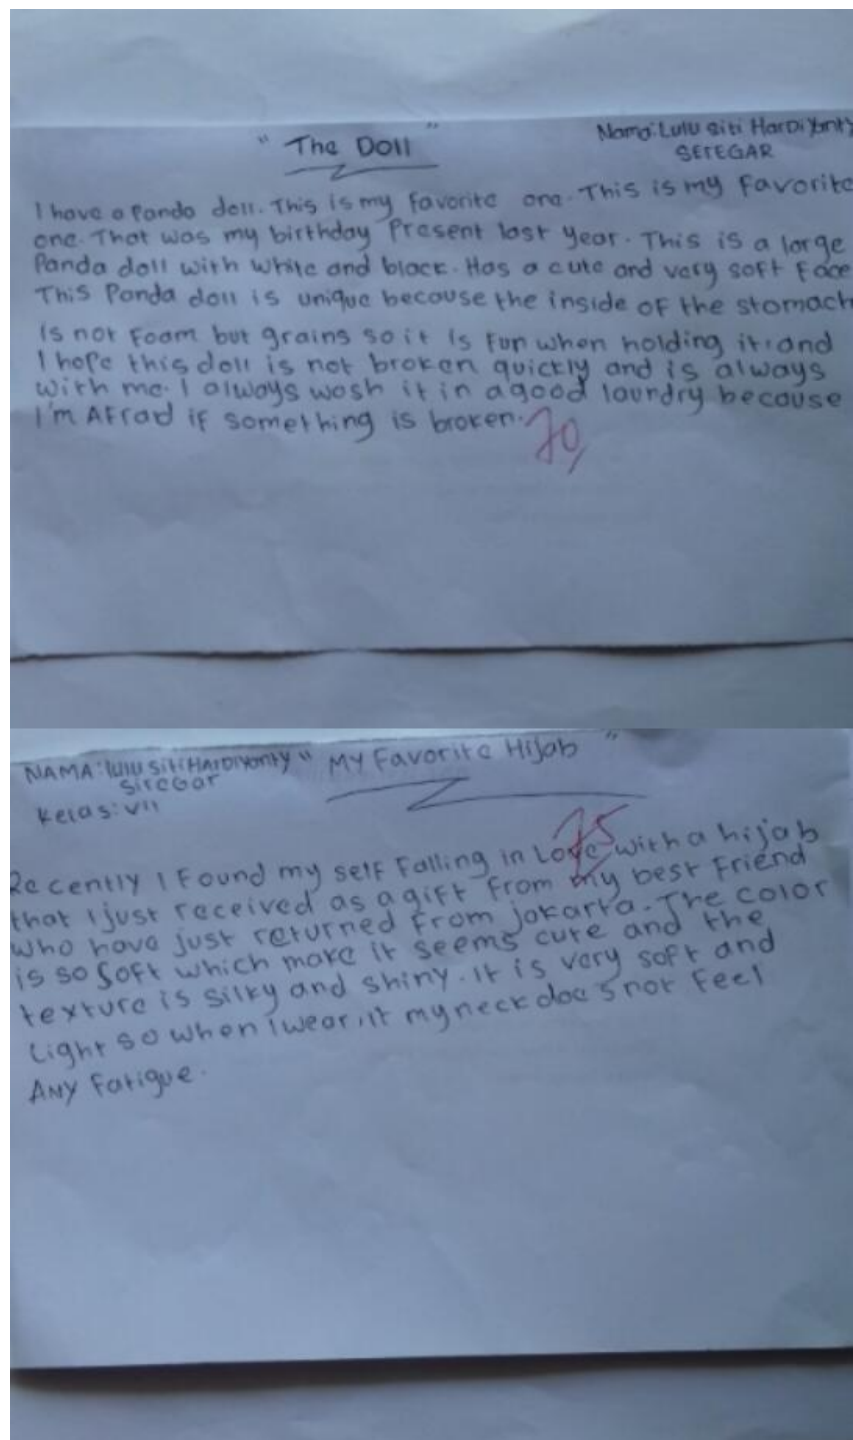 " The Doll "
Nama: Lulu Siti HarDiYanty
SEREGAR
I have a Panda doll. This is my favorite one. This is my favorite
one. That was my birthday Present last year. This is a large
Panda doll with white and black. Has a cute and very soft face
This Panda doll is unique because the inside of the stomach
is not foam but grains so it is fun when holding it. and
I hope this doll is not broken quickly and is always
with me. I always wash it in a good laundry because
I'm Afraid if something is broken.
70
NAMA: lulu Siti HARDIYanty " MY Favorite Hijab "
SireGar
Kelas: VII
75
Recently I Found my self Falling in Love with a hijab
that I just received as a gift from my best Friend
who have just returned from jakarta. The color
is so soft which make it seems cute and the
texture is silky and shiny. It is very soft and
Light so when I wear, it my neck does not feel
ANY Fatigue.